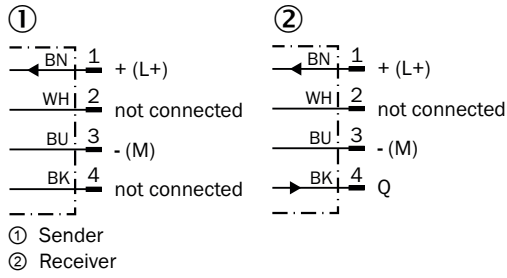 ① ②
BN 1 + (L+)
WH 2 not connected
BU 3 - (M)
BK 4 not connected
BN 1 + (L+)
WH 2 not connected
BU 3 - (M)
BK 4 Q
① Sender
② Receiver